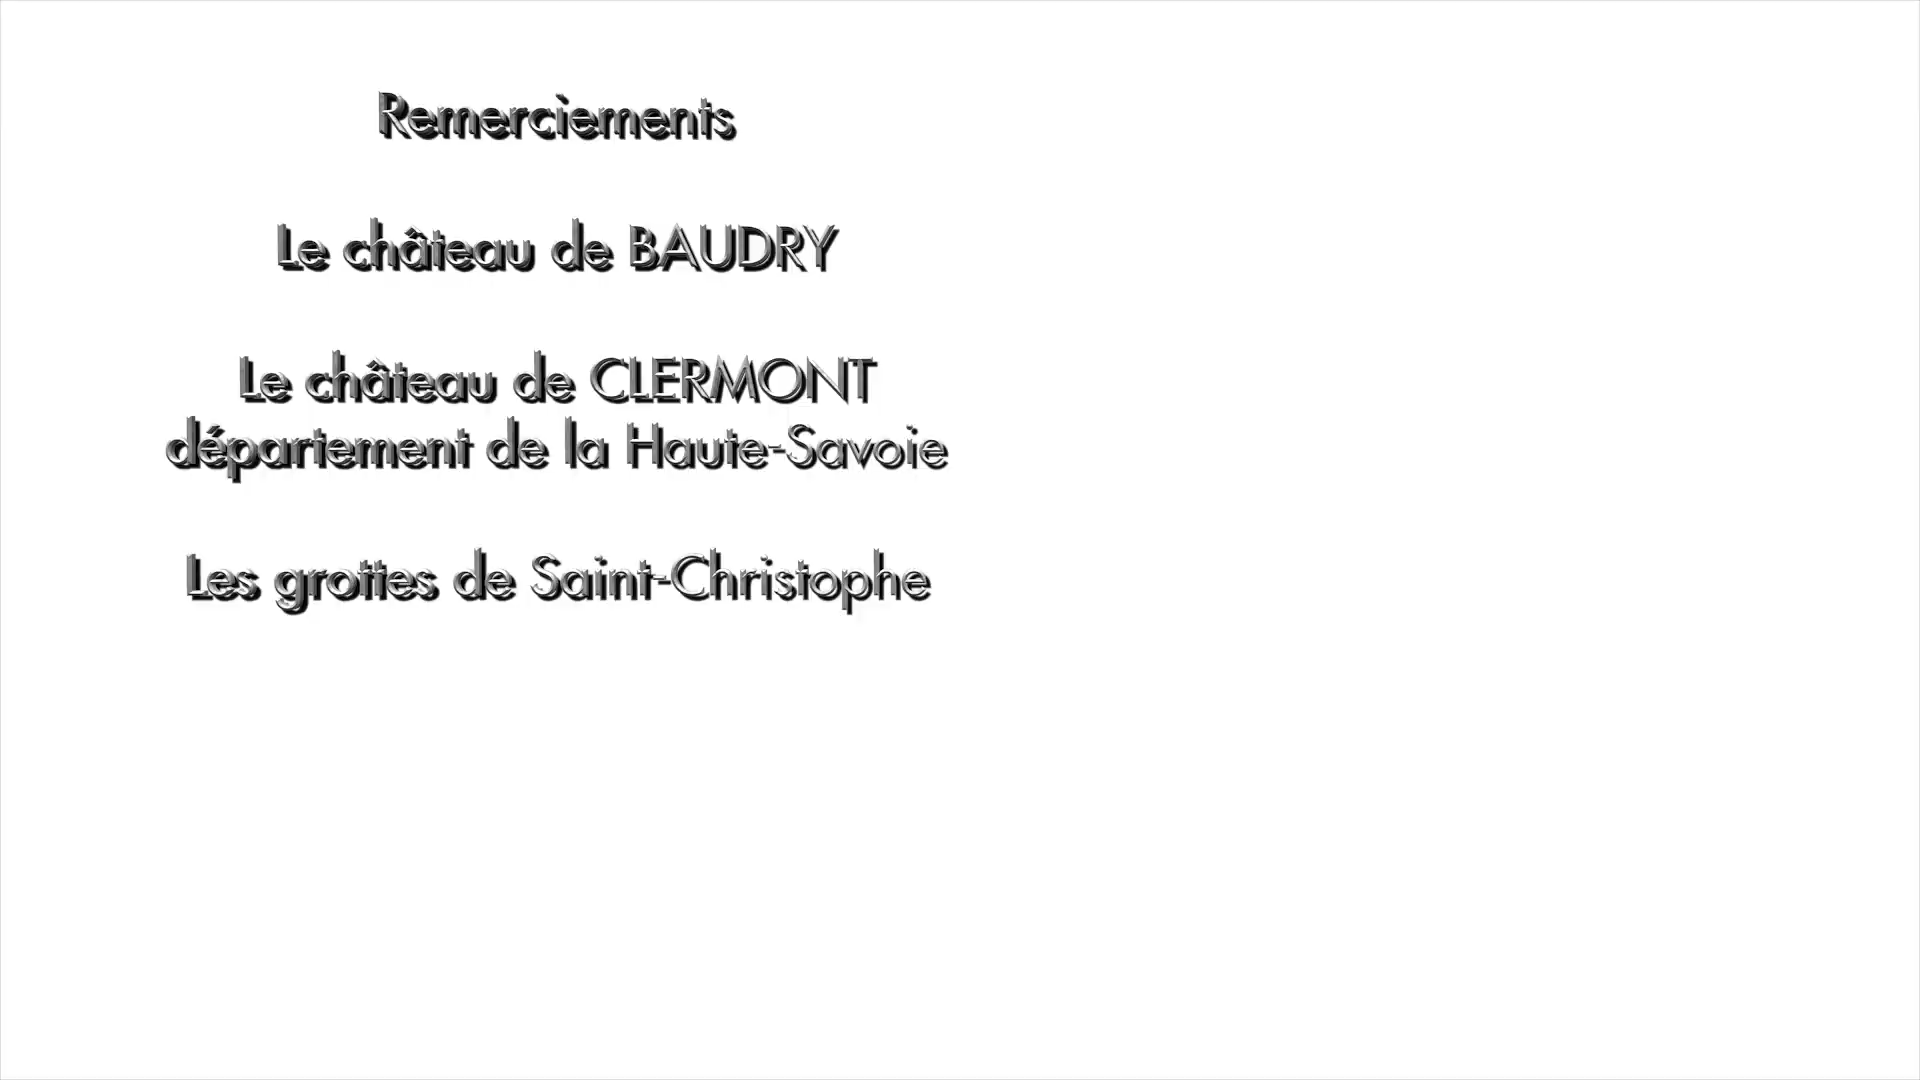 Remerciements
Le château de BAUDRY
Le château de CLERMONT
département de la Haute-Savoie
Les grottes de Saint-Christophe